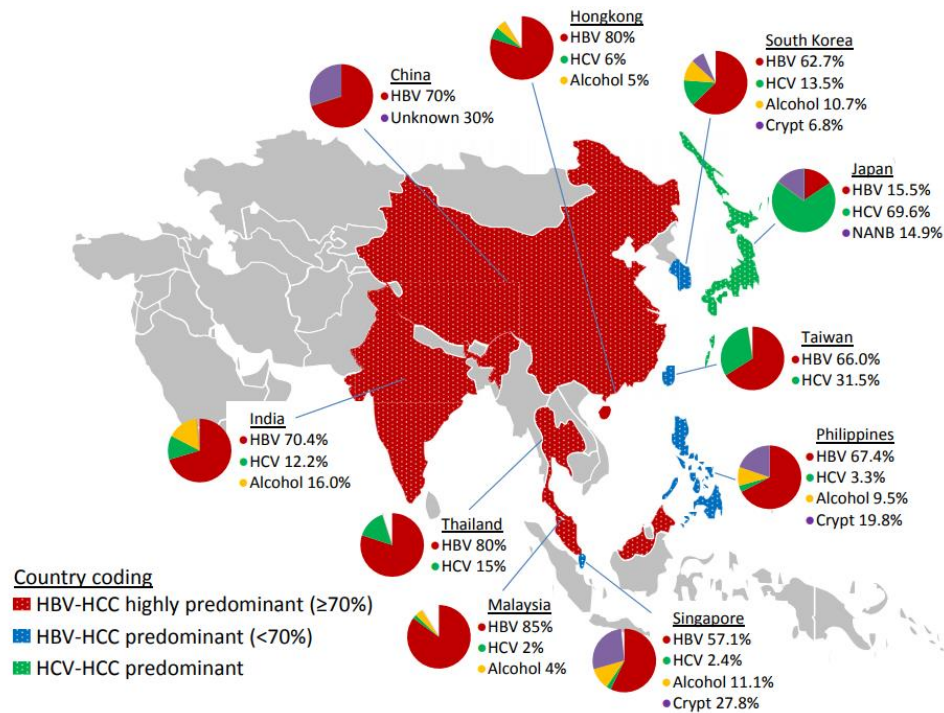 Hongkong
HBV 80%
HCV 6%
Alcohol 5%
South Korea
HBV 62.7%
HCV 13.5%
Alcohol 10.7%
Crypt 6.8%
China
HBV 70%
Unknown 30%
Japan
HBV 15.5%
HCV 69.6%
NANB 14.9%
Taiwan
HBV 66.0%
HCV 31.5%
India
HBV 70.4%
HCV 12.2%
Alcohol 16.0%
Philippines
HBV 67.4%
HCV 3.3%
Alcohol 9.5%
Crypt 19.8%
Thailand
HBV 80%
HCV 15%
Malaysia
HBV 85%
HCV 2%
Alcohol 4%
Singapore
HBV 57.1%
HCV 2.4%
Alcohol 11.1%
Crypt 27.8%
Country coding
HBV-HCC highly predominant (≥70%)
HBV-HCC predominant (<70%)
HCV-HCC predominant